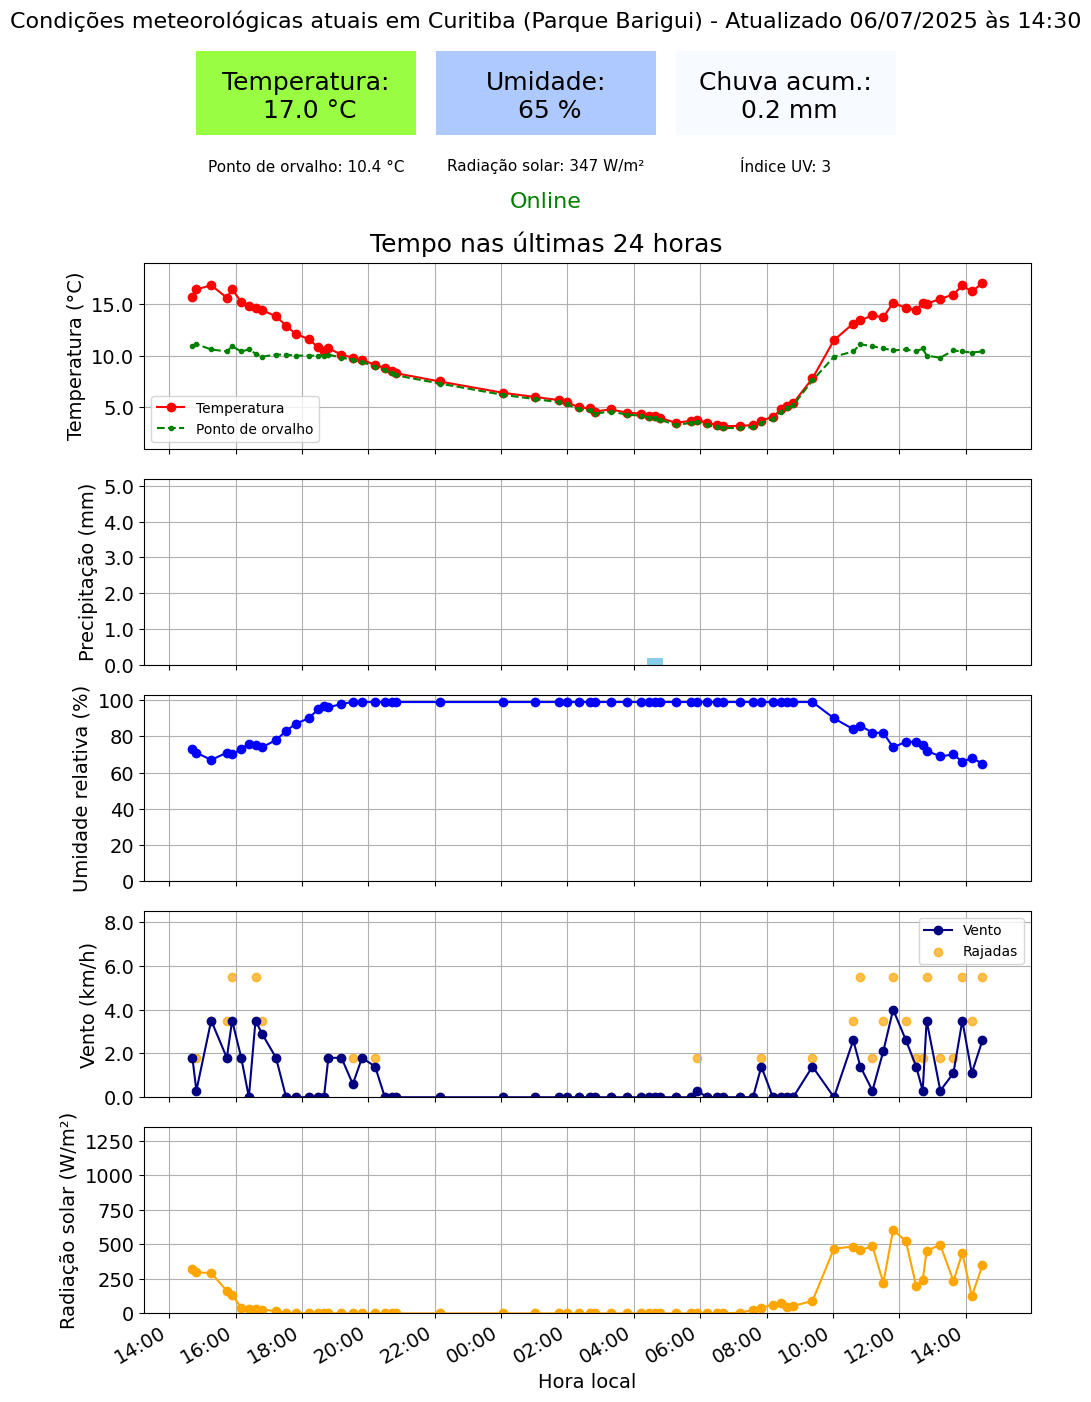 Condições meteorológicas atuais em Curitiba (Parque Barigui) - Atualizado 06/07/2025 às 14:30
Temperatura:
17.0 °C
Umidade:
65 %
Chuva acum.:
0.2 mm
Ponto de orvalho: 10.4 °C
Radiação solar: 347 W/m²
Índice UV: 3
Online
Tempo nas últimas 24 horas
Temperatura (°C)
15.0
10.0
5.0
Temperatura
Ponto de orvalho
Precipitação (mm)
5.0
4.0
3.0
2.0
1.0
0.0
Umidade relativa (%)
100
80
60
40
20
0
Vento (km/h)
8.0
6.0
4.0
2.0
0.0
Vento
Rajadas
Radiação solar (W/m²)
1250
1000
750
500
250
0
14:00
16:00
18:00
20:00
22:00
00:00
02:00
04:00
06:00
08:00
10:00
12:00
14:00
Hora local